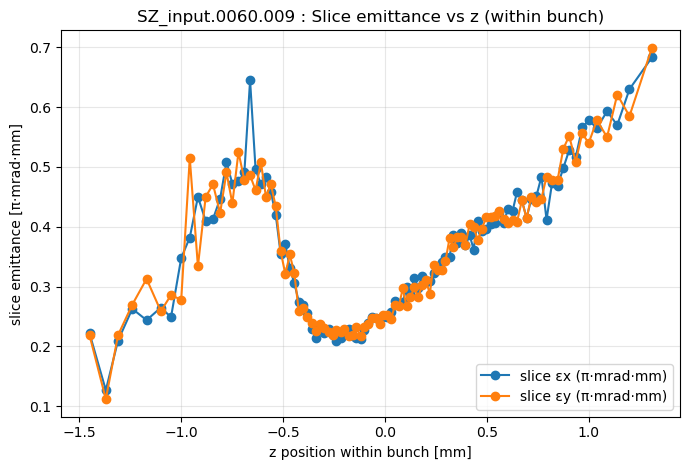 SZ_input.0060.009 : Slice emittance vs z (within bunch)
slice emittance [π·mrad·mm]
0.7
0.6
0.5
0.4
0.3
0.2
0.1
−1.5 −1.0 −0.5 0.0 0.5 1.0
z position within bunch [mm]
slice εx (π·mrad·mm)
slice εy (π·mrad·mm)